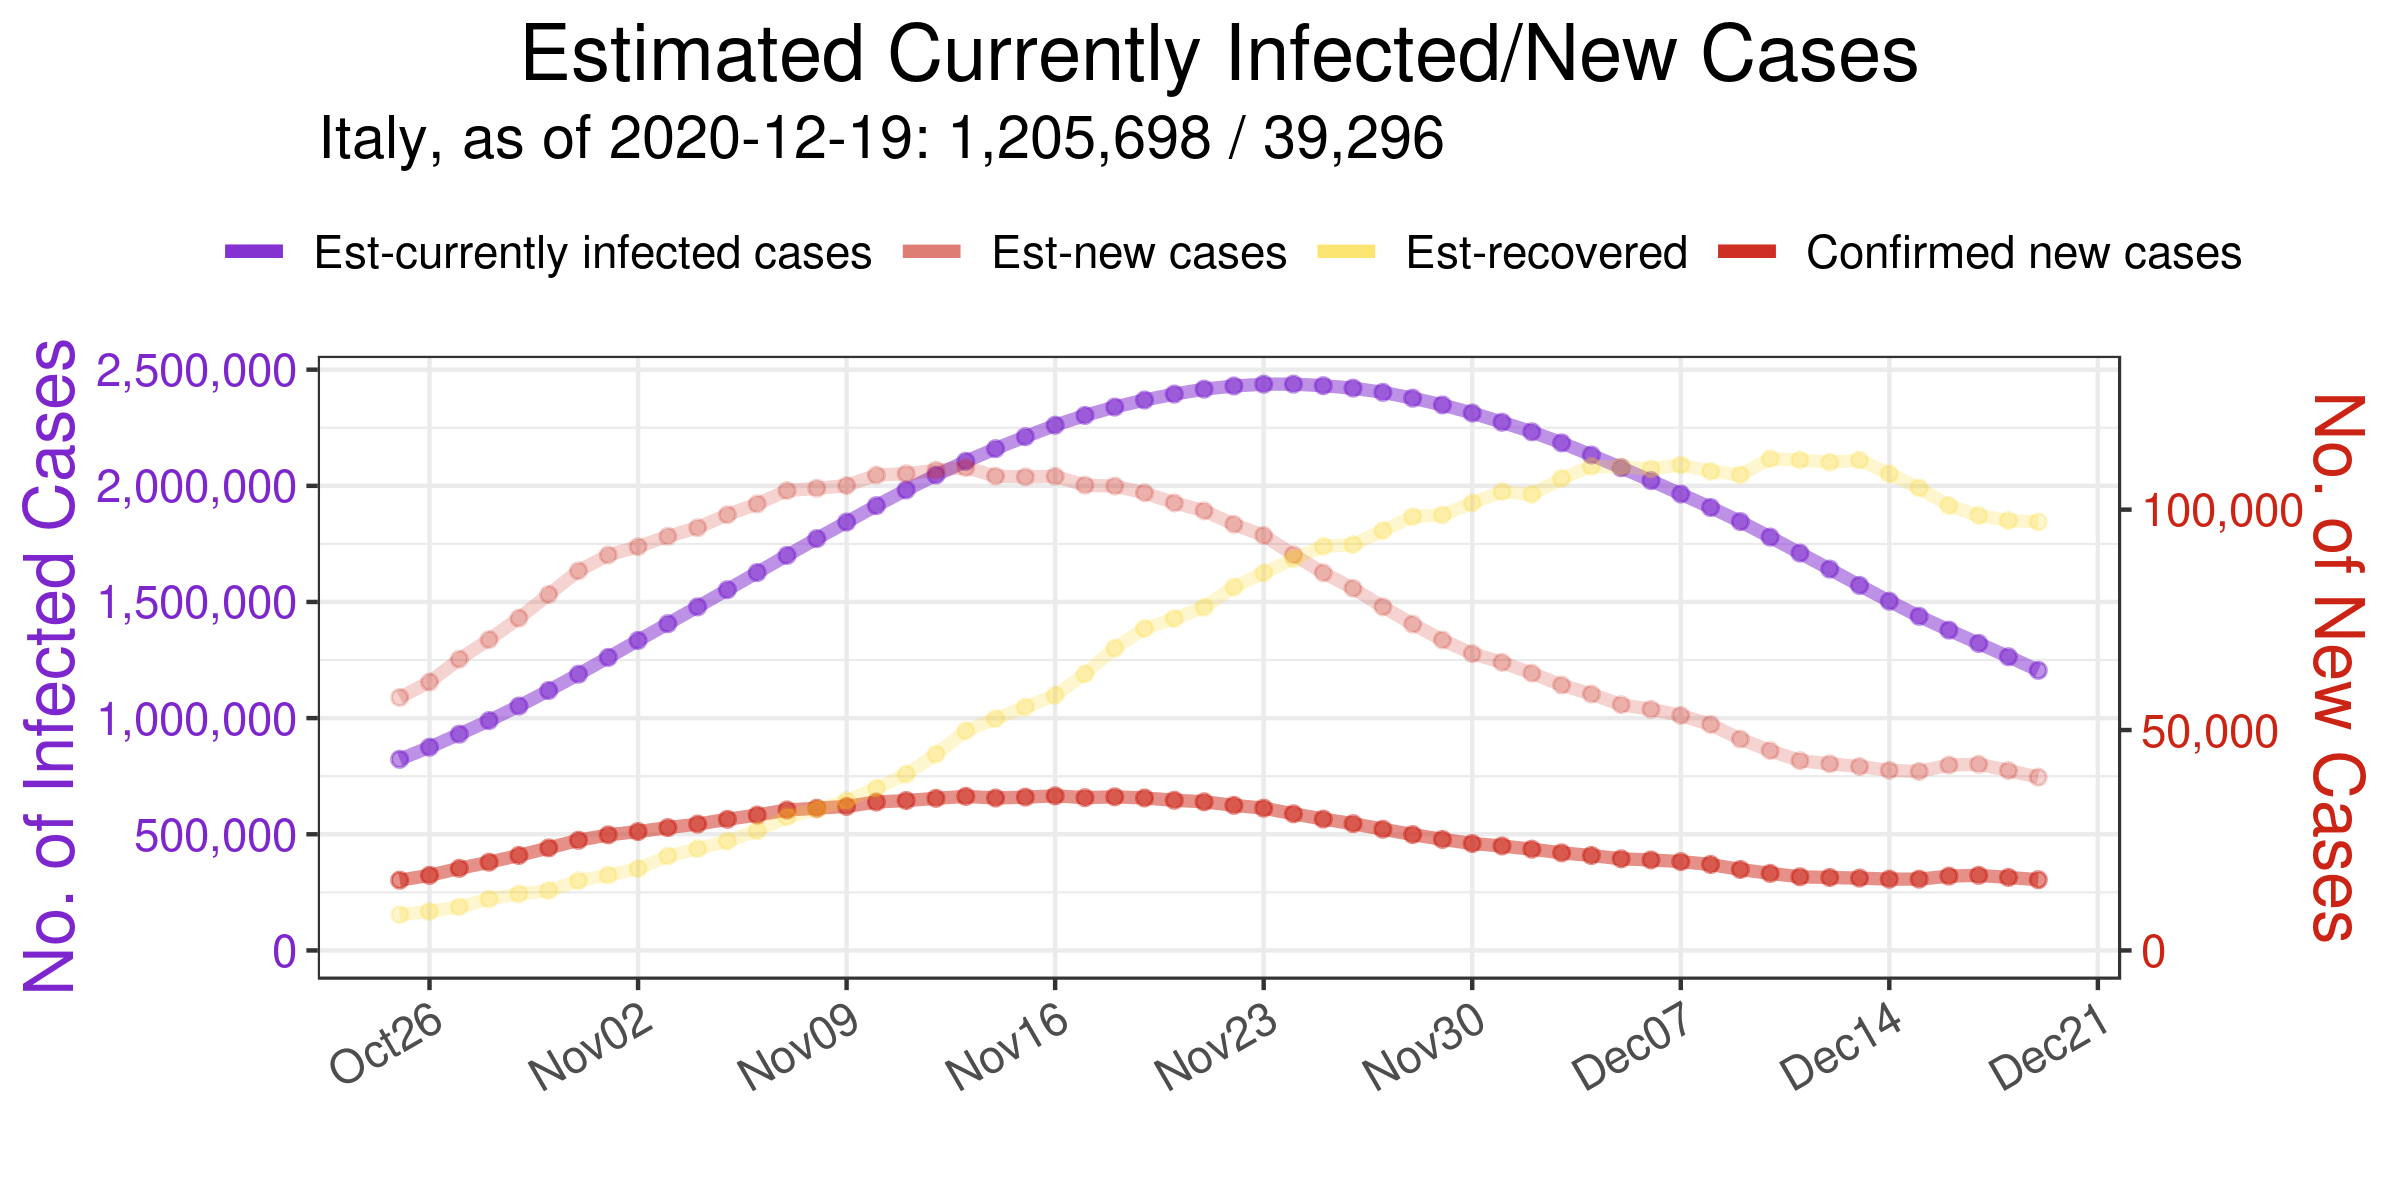 Estimated Currently Infected/New Cases
Italy, as of 2020-12-19: 1,205,698 / 39,296
Est-currently infected cases Est-new cases Est-recovered Confirmed new cases
No. of Infected Cases
2,500,000
2,000,000
1,500,000
1,000,000
500,000
0
100,000
50,000
0
No. of New Cases
Oct26 Nov02 Nov09 Nov16 Nov23 Nov30 Dec07 Dec14 Dec21